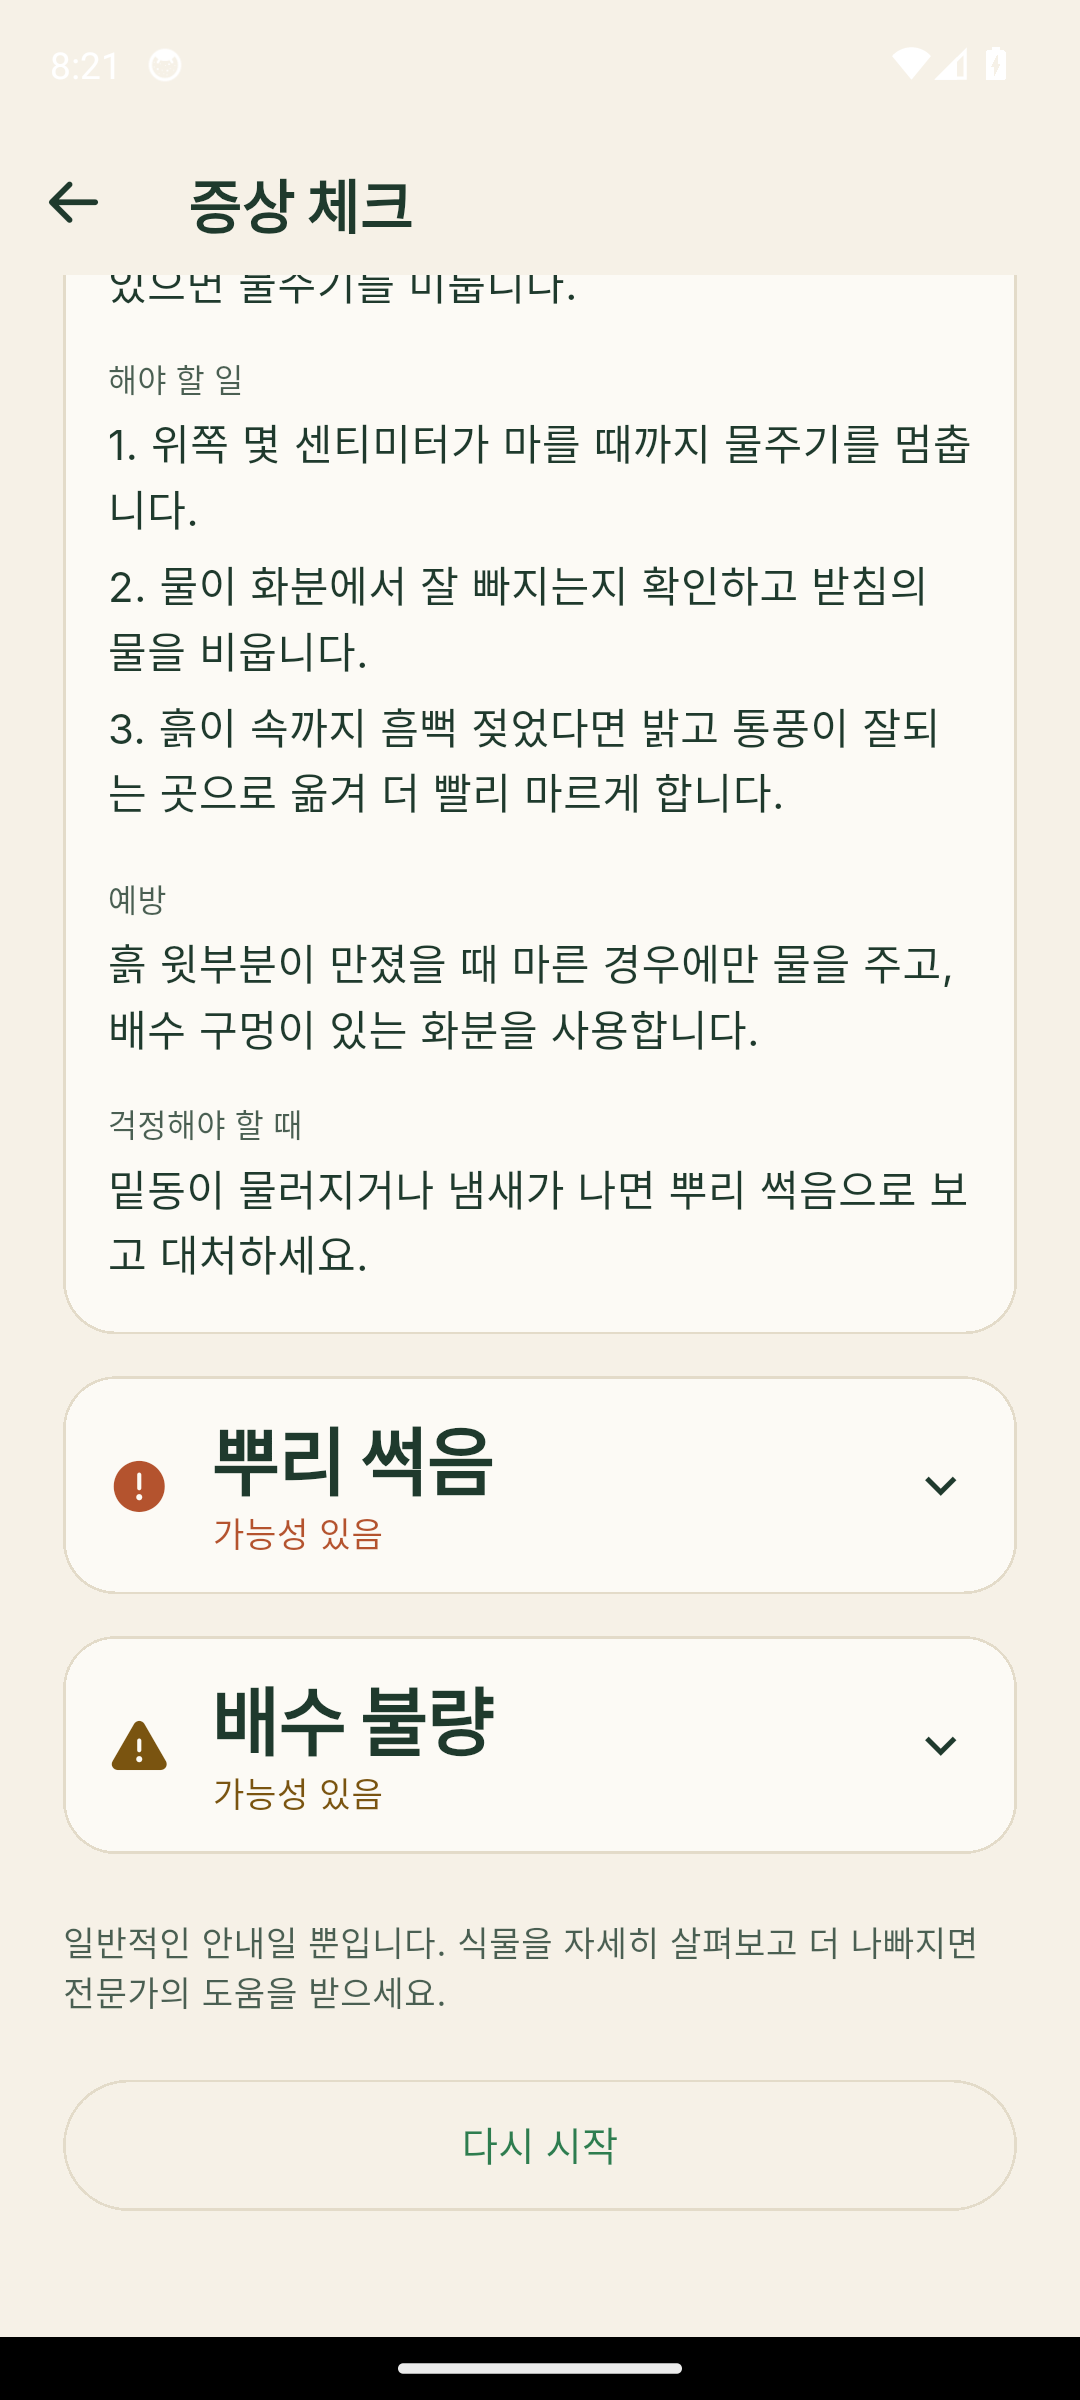 8:21
증상 체크
있으면 물주기를 미룹니다.
해야 할 일
1. 위쪽 몇 센티미터가 마를 때까지 물주기를 멈춥
니다.
2. 물이 화분에서 잘 빠지는지 확인하고 받침의
물을 비웁니다.
3. 흙이 속까지 흠뻑 젖었다면 밝고 통풍이 잘되
는 곳으로 옮겨 더 빨리 마르게 합니다.
예방
흙 윗부분이 만졌을 때 마른 경우에만 물을 주고,
배수 구멍이 있는 화분을 사용합니다.
걱정해야 할 때
밑동이 물러지거나 냄새가 나면 뿌리 썩음으로 보
고 대처하세요.
뿌리 썩음
가능성 있음
배수 불량
가능성 있음
일반적인 안내일 뿐입니다. 식물을 자세히 살펴보고 더 나빠지면
전문가의 도움을 받으세요.
다시 시작